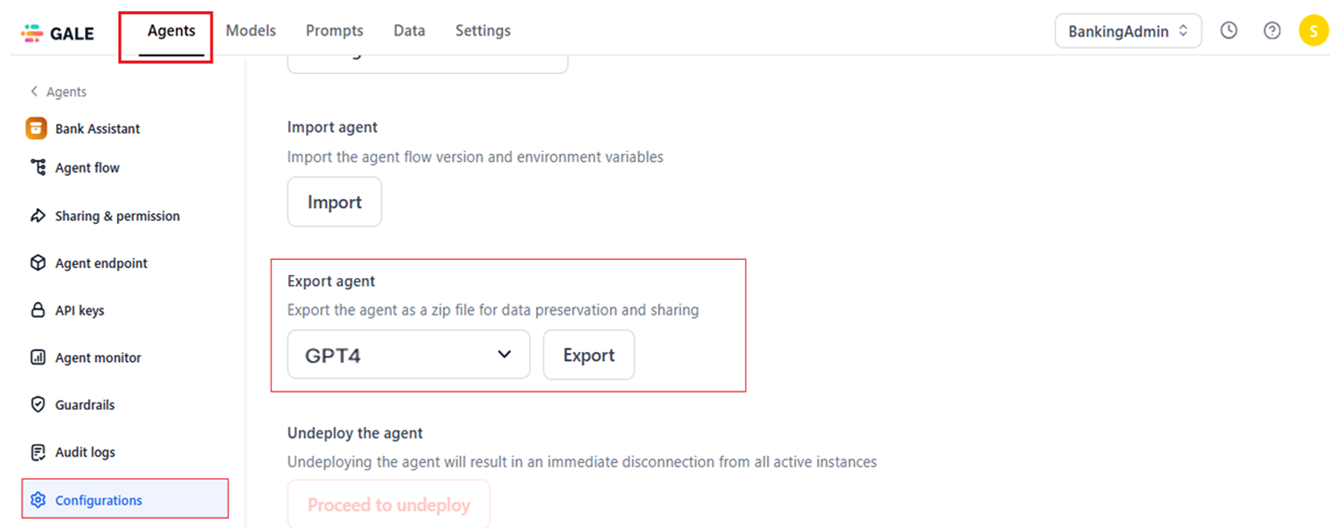 GALE
Agents
Models
Prompts
Data
Settings
BankingAdmin
S
Agents
Bank Assistant
Agent flow
Sharing & permission
Agent endpoint
API keys
Agent monitor
Guardrails
Audit logs
Configurations
Import agent
Import the agent flow version and environment variables
Import
Export agent
Export the agent as a zip file for data preservation and sharing
GPT4
Export
Undeploy the agent
Undeploying the agent will result in an immediate disconnection from all active instances
Proceed to undeploy